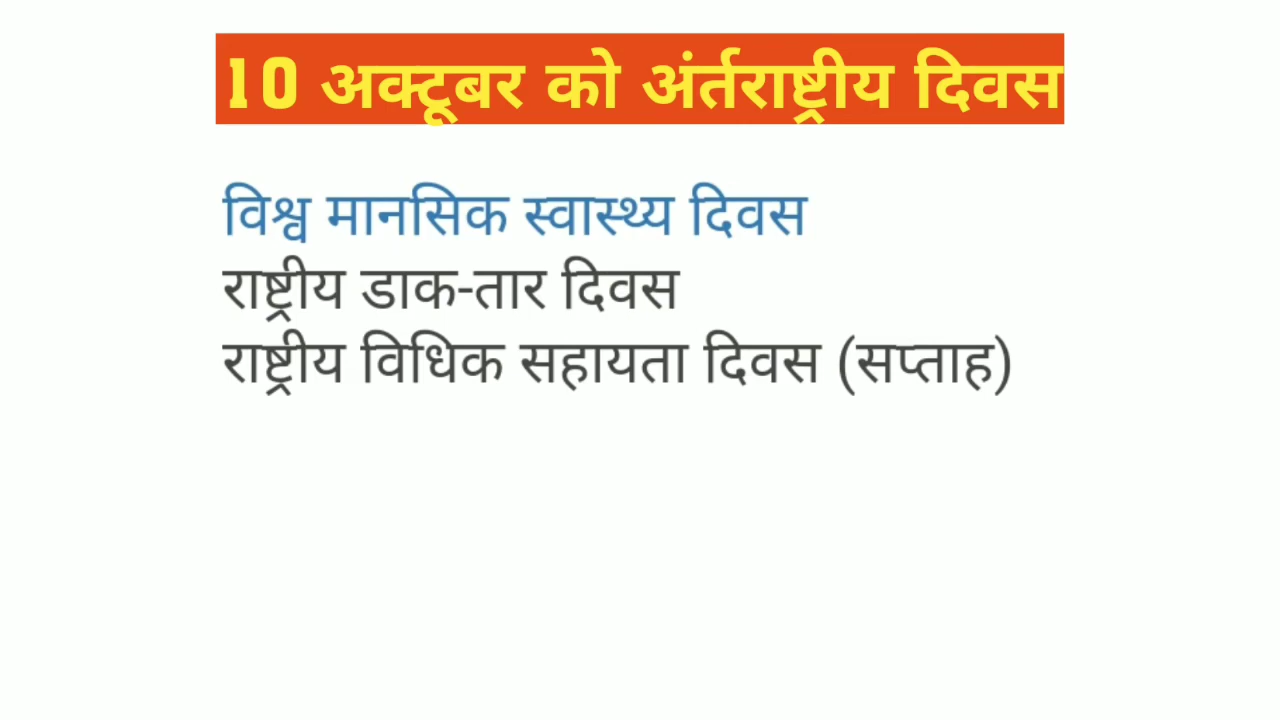 10 अक्टूबर को अंर्तराष्ट्रीय दिवस
विश्व मानसिक स्वास्थ्य दिवस
राष्ट्रीय डाक-तार दिवस
राष्ट्रीय विधिक सहायता दिवस (सप्ताह)